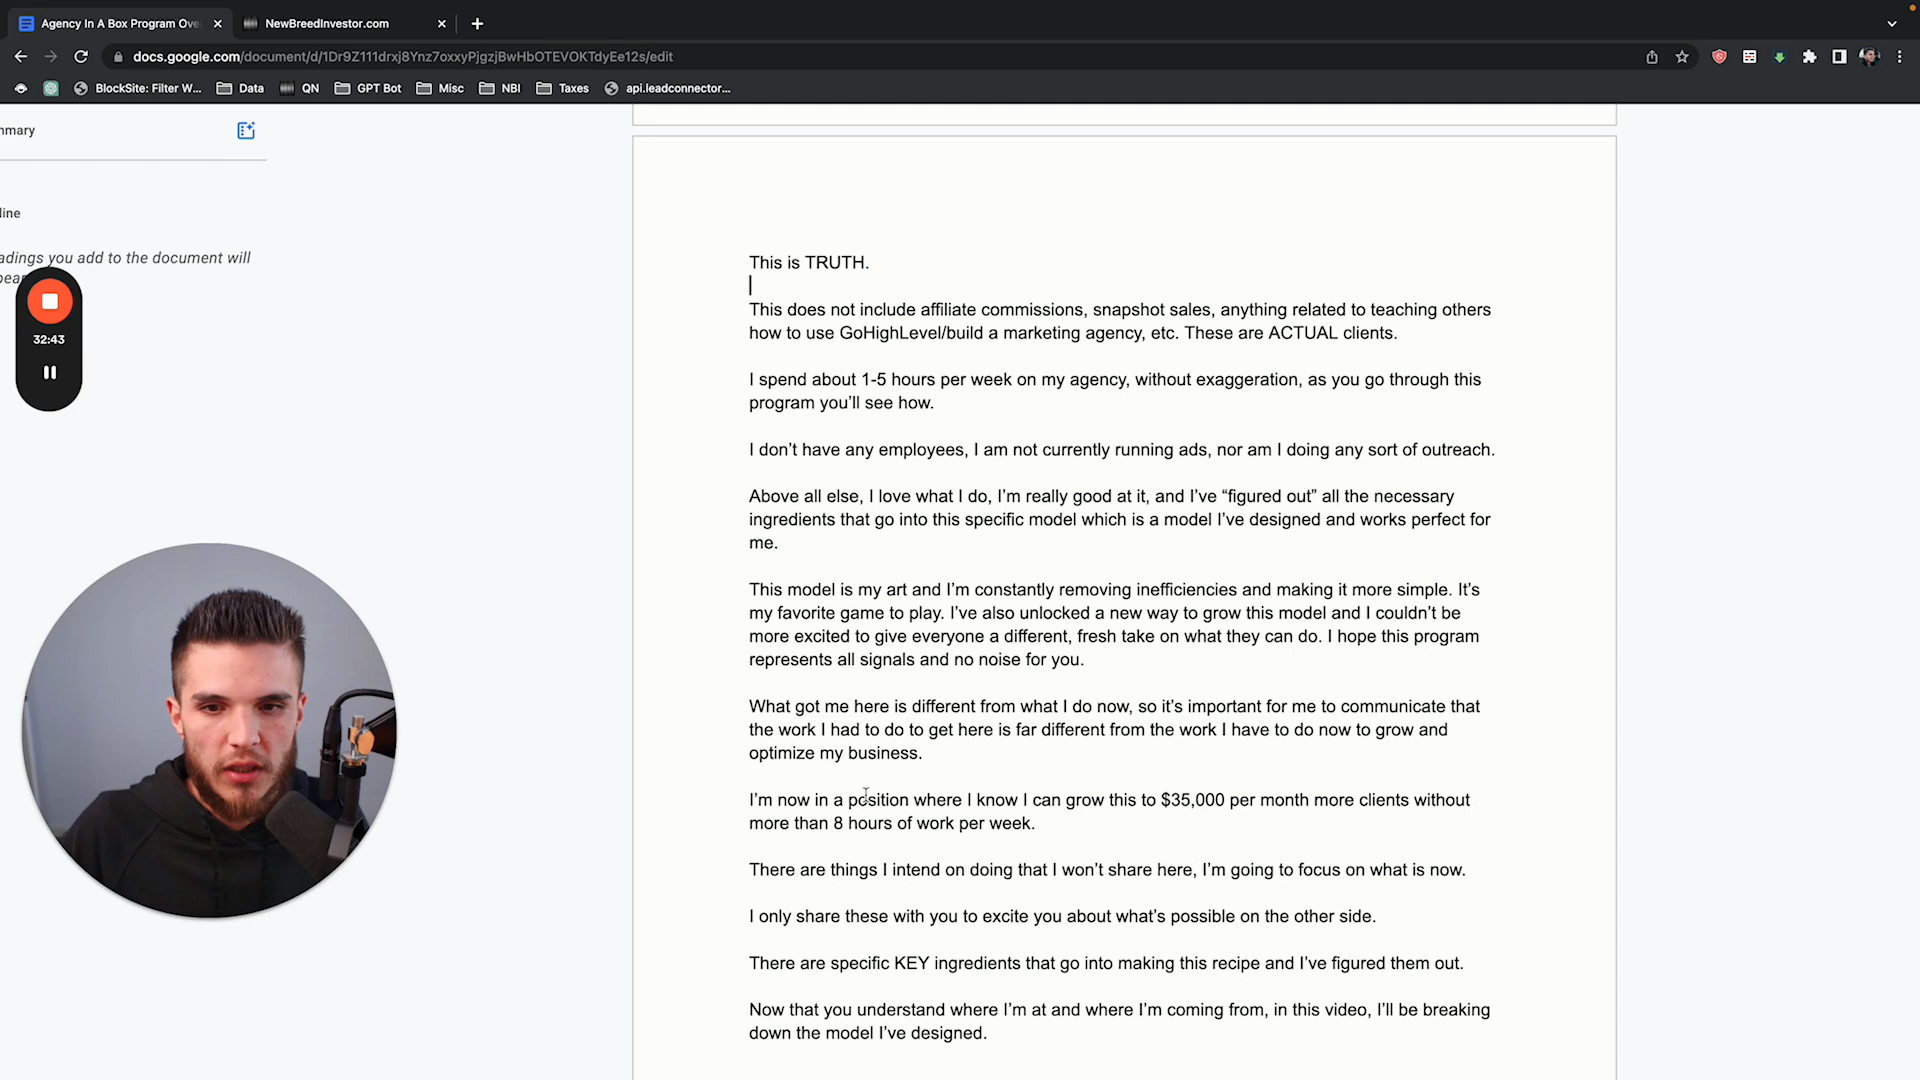 Agency In A Box Program Ove
NewBreedInvestor.com
docs.google.com/document/d/1Dr9Z111drxj8Ynz7oxxyPjgzjBwHbOTEVOKTdyEe12s/edit
BlockSite: Filter W... Data QN GPT Bot Misc NBI Taxes api.leadconnector...
mmary
line
adings you add to the document will
pear
32:43
This is TRUTH.
This does not include affiliate commissions, snapshot sales, anything related to teaching others
how to use GoHighLevel/build a marketing agency, etc. These are ACTUAL clients.
I spend about 1-5 hours per week on my agency, without exaggeration, as you go through this
program you’ll see how.
I don’t have any employees, I am not currently running ads, nor am I doing any sort of outreach.
Above all else, I love what I do, I’m really good at it, and I’ve “figured out” all the necessary
ingredients that go into this specific model which is a model I’ve designed and works perfect for
me.
This model is my art and I’m constantly removing inefficiencies and making it more simple. It’s
my favorite game to play. I’ve also unlocked a new way to grow this model and I couldn’t be
more excited to give everyone a different, fresh take on what they can do. I hope this program
represents all signals and no noise for you.
What got me here is different from what I do now, so it’s important for me to communicate that
the work I had to do to get here is far different from the work I have to do now to grow and
optimize my business.
I’m now in a position where I know I can grow this to $35,000 per month more clients without
more than 8 hours of work per week.
There are things I intend on doing that I won’t share here, I’m going to focus on what is now.
I only share these with you to excite you about what’s possible on the other side.
There are specific KEY ingredients that go into making this recipe and I’ve figured them out.
Now that you understand where I’m at and where I’m coming from, in this video, I’ll be breaking
down the model I’ve designed.